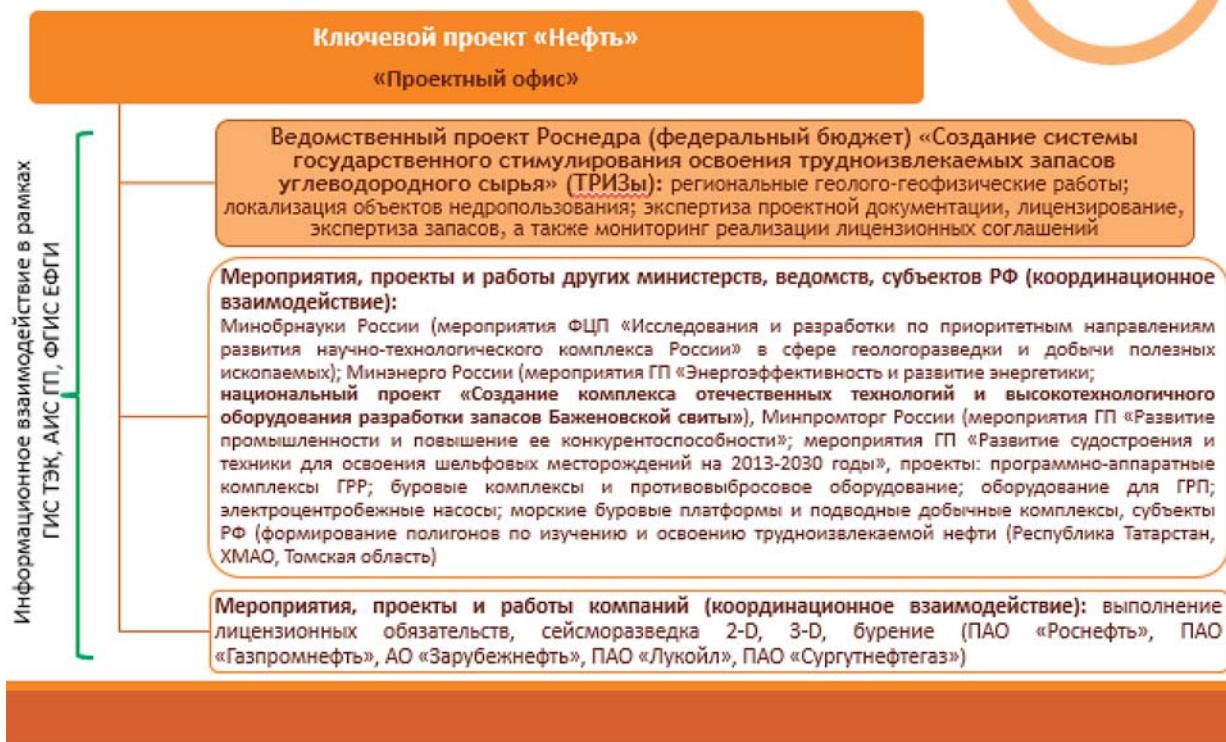 Ключевой проект «Нефть»
«Проектный офис»
Информационное взаимодействие в рамках
ГИС ТЭК, АИС ГП, ФГИС ЕФГИ
Ведомственный проект Роснедра (федеральный бюджет) «Создание системы
государственного стимулирования освоения трудноизвлекаемых запасов
углеводородного сырья» (ТРИЗы): региональные геолого-геофизические работы;
локализация объектов недропользования; экспертиза проектной документации, лицензирование,
экспертиза запасов, а также мониторинг реализации лицензионных соглашений
Мероприятия, проекты и работы других министерств, ведомств, субъектов РФ (координационное
взаимодействие):
Минобрнауки России (мероприятия ФЦП «Исследования и разработки по приоритетным направлениям
развития научно-технологического комплекса России» в сфере геологоразведки и добычи полезных
ископаемых); Минэнерго России (мероприятия ГП «Энергоэффективность и развитие энергетики;
национальный проект «Создание комплекса отечественных технологий и высокотехнологичного
оборудования разработки запасов Баженовской свиты»), Минпромторг России (мероприятия ГП «Развитие
промышленности и повышение ее конкурентоспособности»; мероприятия ГП «Развитие судостроения и
техники для освоения шельфовых месторождений на 2013-2030 годы», проекты: программно-аппаратные
комплексы ГРР; буровые комплексы и противовыбросовое оборудование; оборудование для ГРП;
электроцентробежные насосы; морские буровые платформы и подводные добычные комплексы, субъекты
РФ (формирование полигонов по изучению и освоению трудноизвлекаемой нефти (Республика Татарстан,
ХМАО, Томская область)
Мероприятия, проекты и работы компаний (координационное взаимодействие): выполнение
лицензионных обязательств, сейсморазведка 2-D, 3-D, бурение (ПАО «Роснефть», ПАО
«Газпромнефть», АО «Зарубежнефть», ПАО «Лукойл», ПАО «Сургутнефтегаз»)